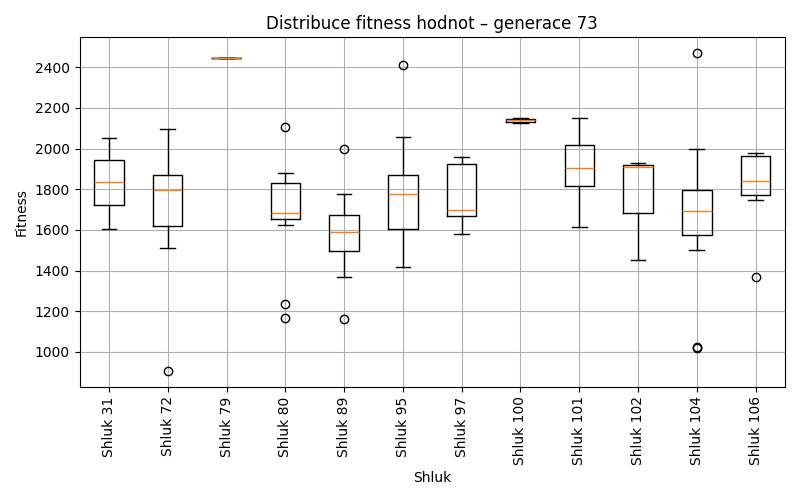 Distribuce fitness hodnot – generace 73
Fitness
2400
2200
2000
1800
1600
1400
1200
1000
Shluk 31
Shluk 72
Shluk 79
Shluk 80
Shluk 89
Shluk 95
Shluk 97
Shluk 100
Shluk 101
Shluk 102
Shluk 104
Shluk 106
Shluk